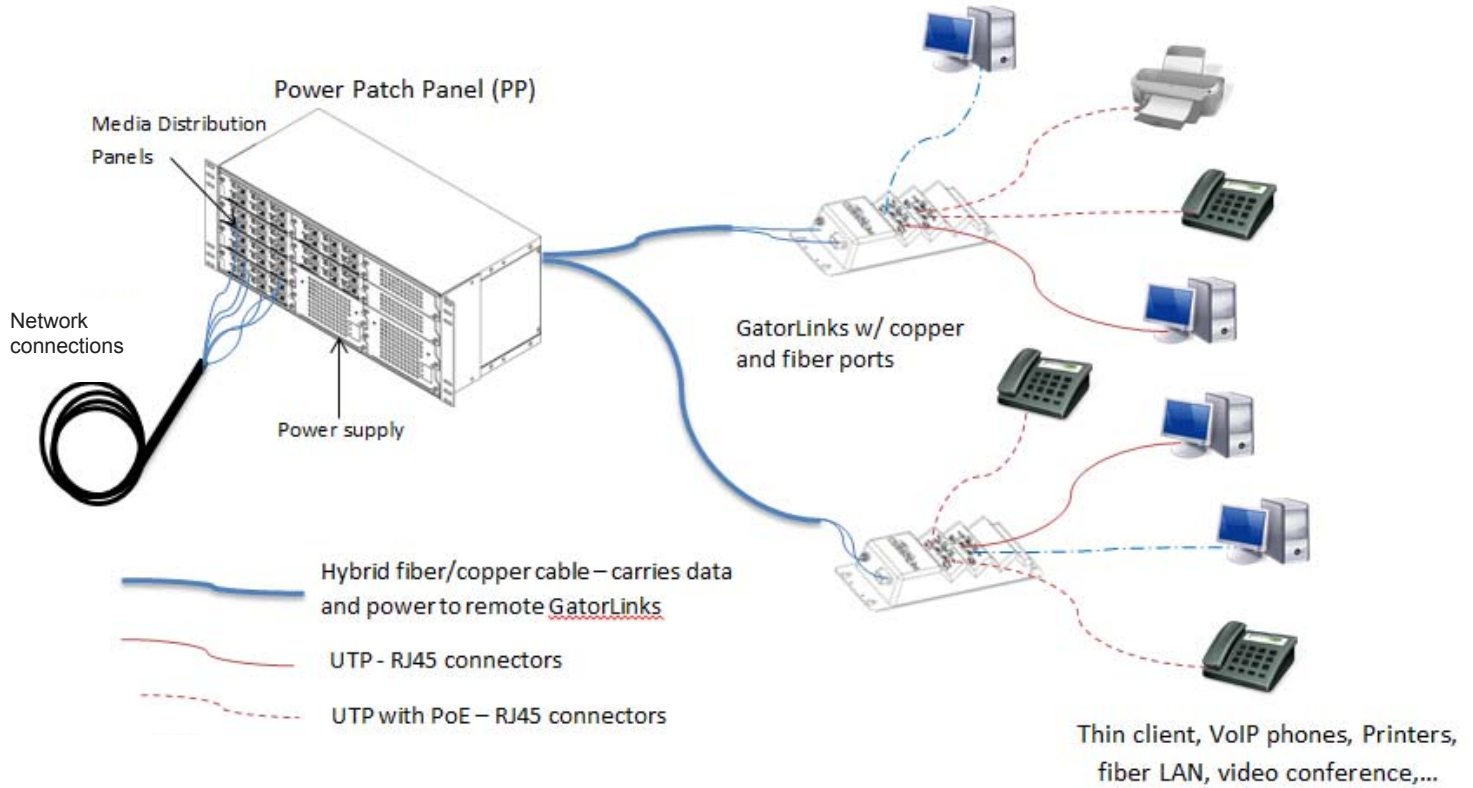 Power Patch Panel (PP)
Media Distribution
Panels
Network
connections
Power supply
GatorLinks w/ copper
and fiber ports
Hybrid fiber/copper cable – carries data
and power to remote GatorLinks
UTP - RJ45 connectors
UTP with PoE – RJ45 connectors
Thin client, VoIP phones, Printers,
fiber LAN, video conference,...